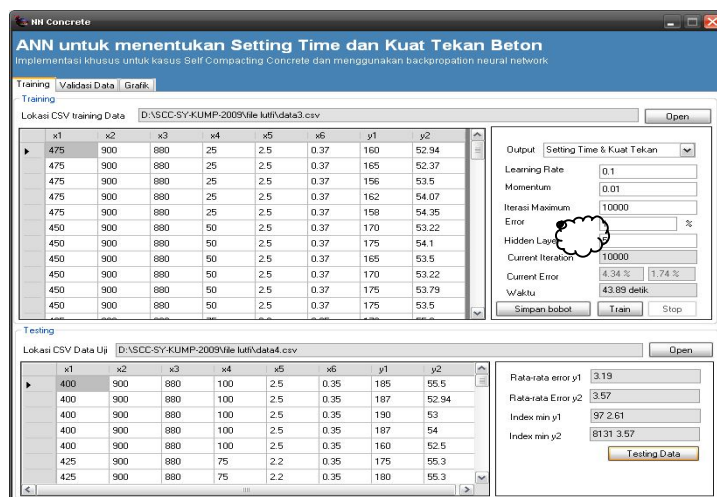 NN Concrete
ANN untuk menentukan Setting Time dan Kuat Tekan Beton
Implementasi khusus untuk kasus Self Compacting Concrete dan menggunakan backpropation neural network
Training Validasi Data Grafik
Training
Lokasi CSV training Data D:\SCC-SY-KUMP-2009\file lutfi\data3.csv Open
x1 x2 x3 x4 x5 x6 y1 y2
475 900 880 25 2.5 0.37 160 52.94
475 900 880 25 2.5 0.37 165 52.37
475 900 880 25 2.5 0.37 156 53.5
475 900 880 25 2.5 0.37 162 54.07
475 900 880 25 2.5 0.37 158 54.35
450 900 880 50 2.5 0.37 170 53.22
450 900 880 50 2.5 0.37 175 54.1
450 900 880 50 2.5 0.37 165 53.5
450 900 880 50 2.5 0.37 170 53.22
450 900 880 50 2.5 0.37 175 53.79
450 900 880 50 2.5 0.37 175 53.5
Output Setting Time & Kuat Tekan
Learning Rate 0.1
Momentum 0.01
Iterasi Maximum 10000
Error %
Hidden
Current Iteration 10000
Current Error 4.34 % 1.74 %
Waktu 43.89 detik
Simpan bobot Train Stop
Testing
Lokasi CSV Data Uji D:\SCC-SY-KUMP-2009\file lutfi\data4.csv Open
x1 x2 x3 x4 x5 x6 y1 y2
400 900 880 100 2.5 0.35 185 55.5
400 900 880 100 2.5 0.35 187 52.94
400 900 880 100 2.5 0.35 190 53
400 900 880 100 2.5 0.35 187 54
400 900 880 100 2.5 0.35 160 52.5
425 900 880 75 2.2 0.35 175 55.3
425 900 880 75 2.2 0.35 180 55.3
Rata-rata error y1 3.19
Rata-rata Error y2 3.57
Index min y1 97 2.61
Index min y2 8131 3.57
Testing Data